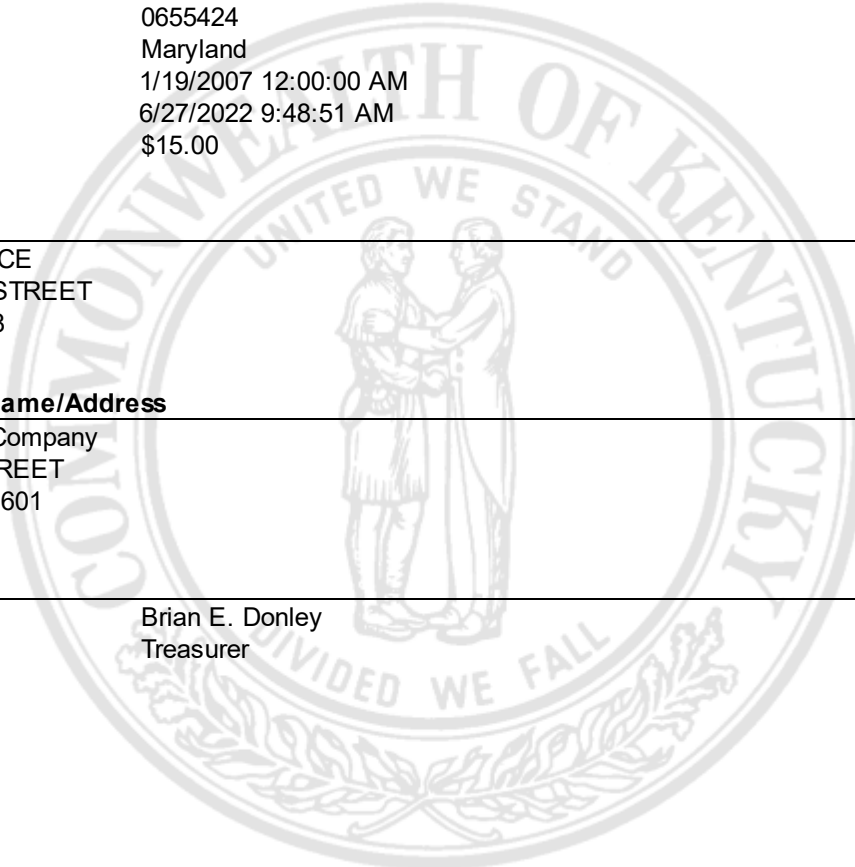 0655424
Maryland
1/19/2007 12:00:00 AM
6/27/2022 9:48:51 AM
$15.00
COMMONWEALTH OF KENTUCKY
UNITED WE STAND
CE
STREET
3
ame/Address
Company
REET
601
Brian E. Donley
Treasurer
DIVIDED WE FALL